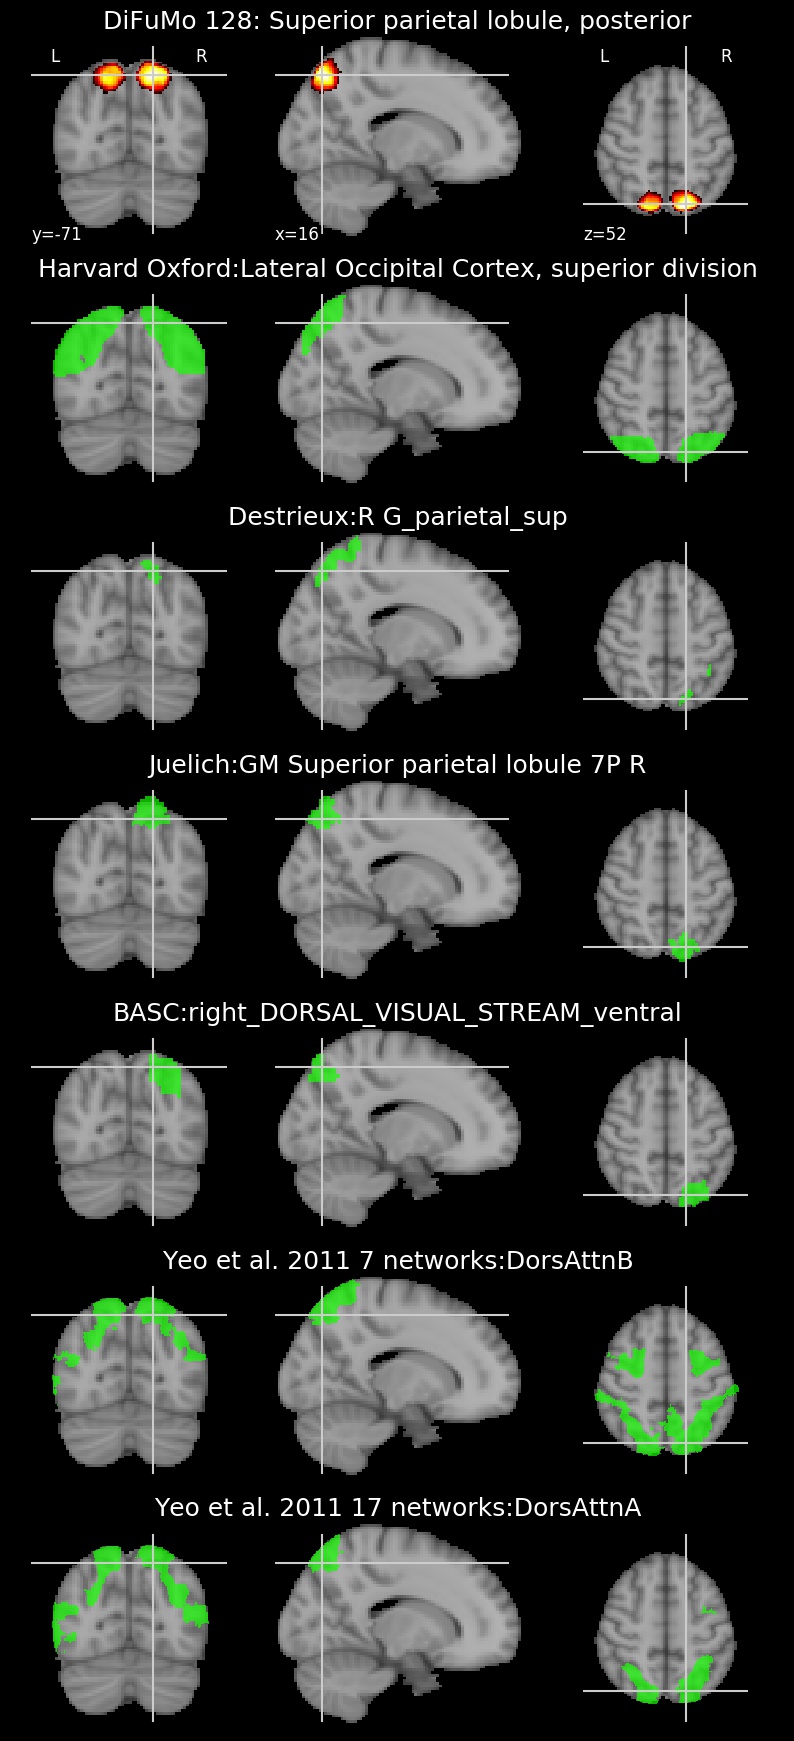 DiFuMo 128: Superior parietal lobule, posterior
L R L R
y=-71 x=16 z=52
Harvard Oxford:Lateral Occipital Cortex, superior division
Destrieux:R G_parietal_sup
Juelich:GM Superior parietal lobule 7P R
BASC:right_DORSAL_VISUAL_STREAM_ventral
Yeo et al. 2011 7 networks:DorsAttnB
Yeo et al. 2011 17 networks:DorsAttnA